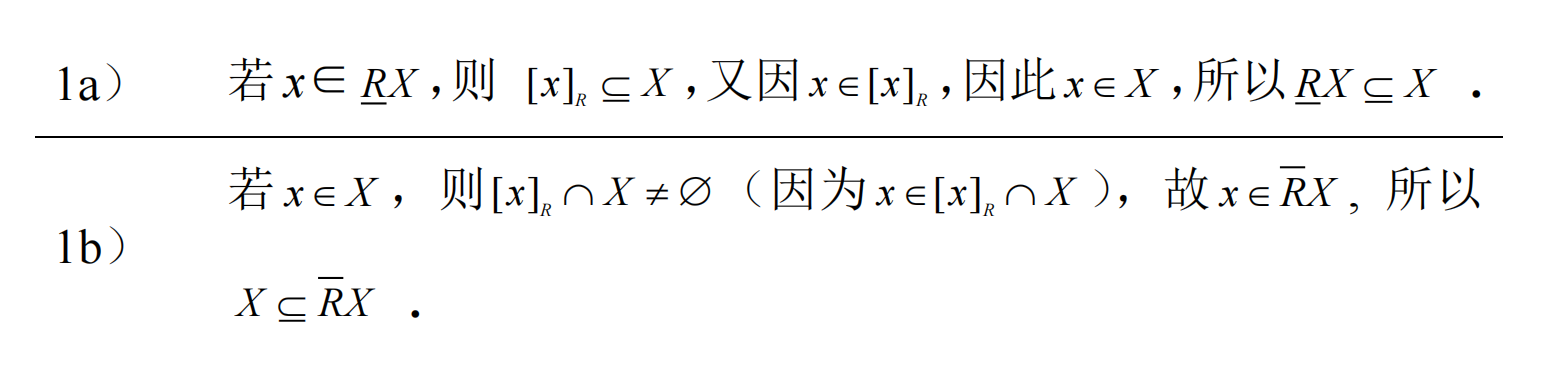 1a） 若 x∈ R̲X ,则 [x]_R ⊆ X ,又因 x∈[x]_R ,因此 x∈X ,所以 R̲X ⊆ X .
若 x∈X ，则[x]_R ∩ X ≠ ∅（因为 x∈[x]_R ∩ X ），故 x∈R̅X , 所以
1b）
X ⊆ R̅X .